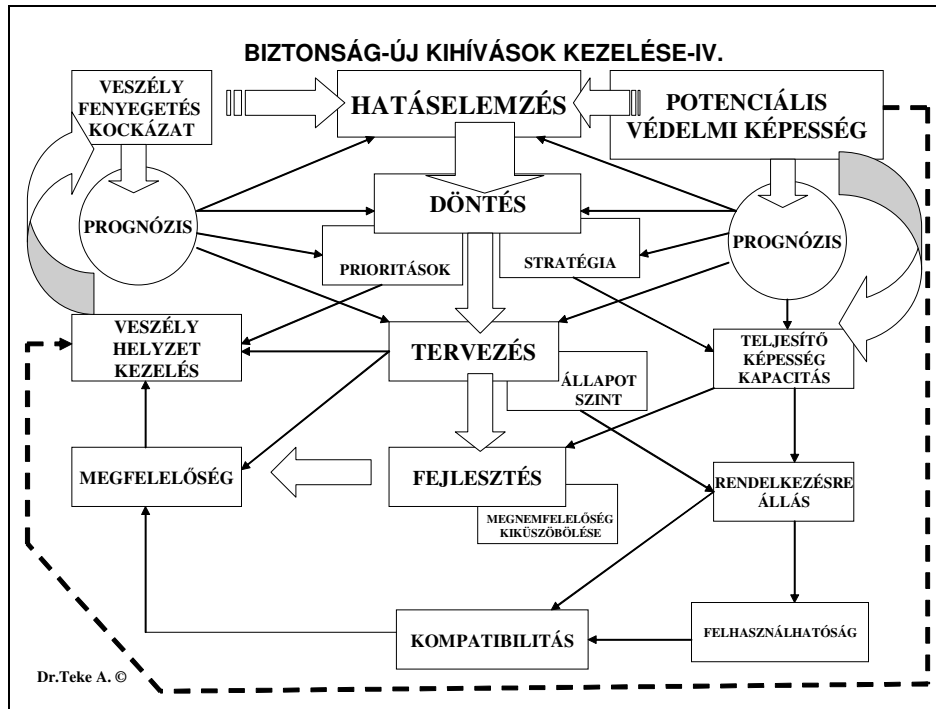 BIZTONSÁG-ÚJ KIHÍVÁSOK KEZELÉSE-IV.
VESZÉLY
FENYEGETÉS
KOCKÁZAT
HATÁSELEMZÉS
POTENCIÁLIS
VÉDELMI KÉPESSÉG
DÖNTÉS
PROGNÓZIS
PROGNÓZIS
PRIORITÁSOK
STRATÉGIA
VESZÉLY
HELYZET
KEZELÉS
TERVEZÉS
TELJESÍTŐ
KÉPESSÉG
KAPACITÁS
ÁLLAPOT
SZINT
MEGFELELŐSÉG
FEJLESZTÉS
RENDELKEZÉSRE
ÁLLÁS
MEGNEMFELELŐSÉG
KIKÜSZÖBÖLÉSE
KOMPATIBILITÁS
FELHASZNÁLHATÓSÁG
Dr.Teke A. ©